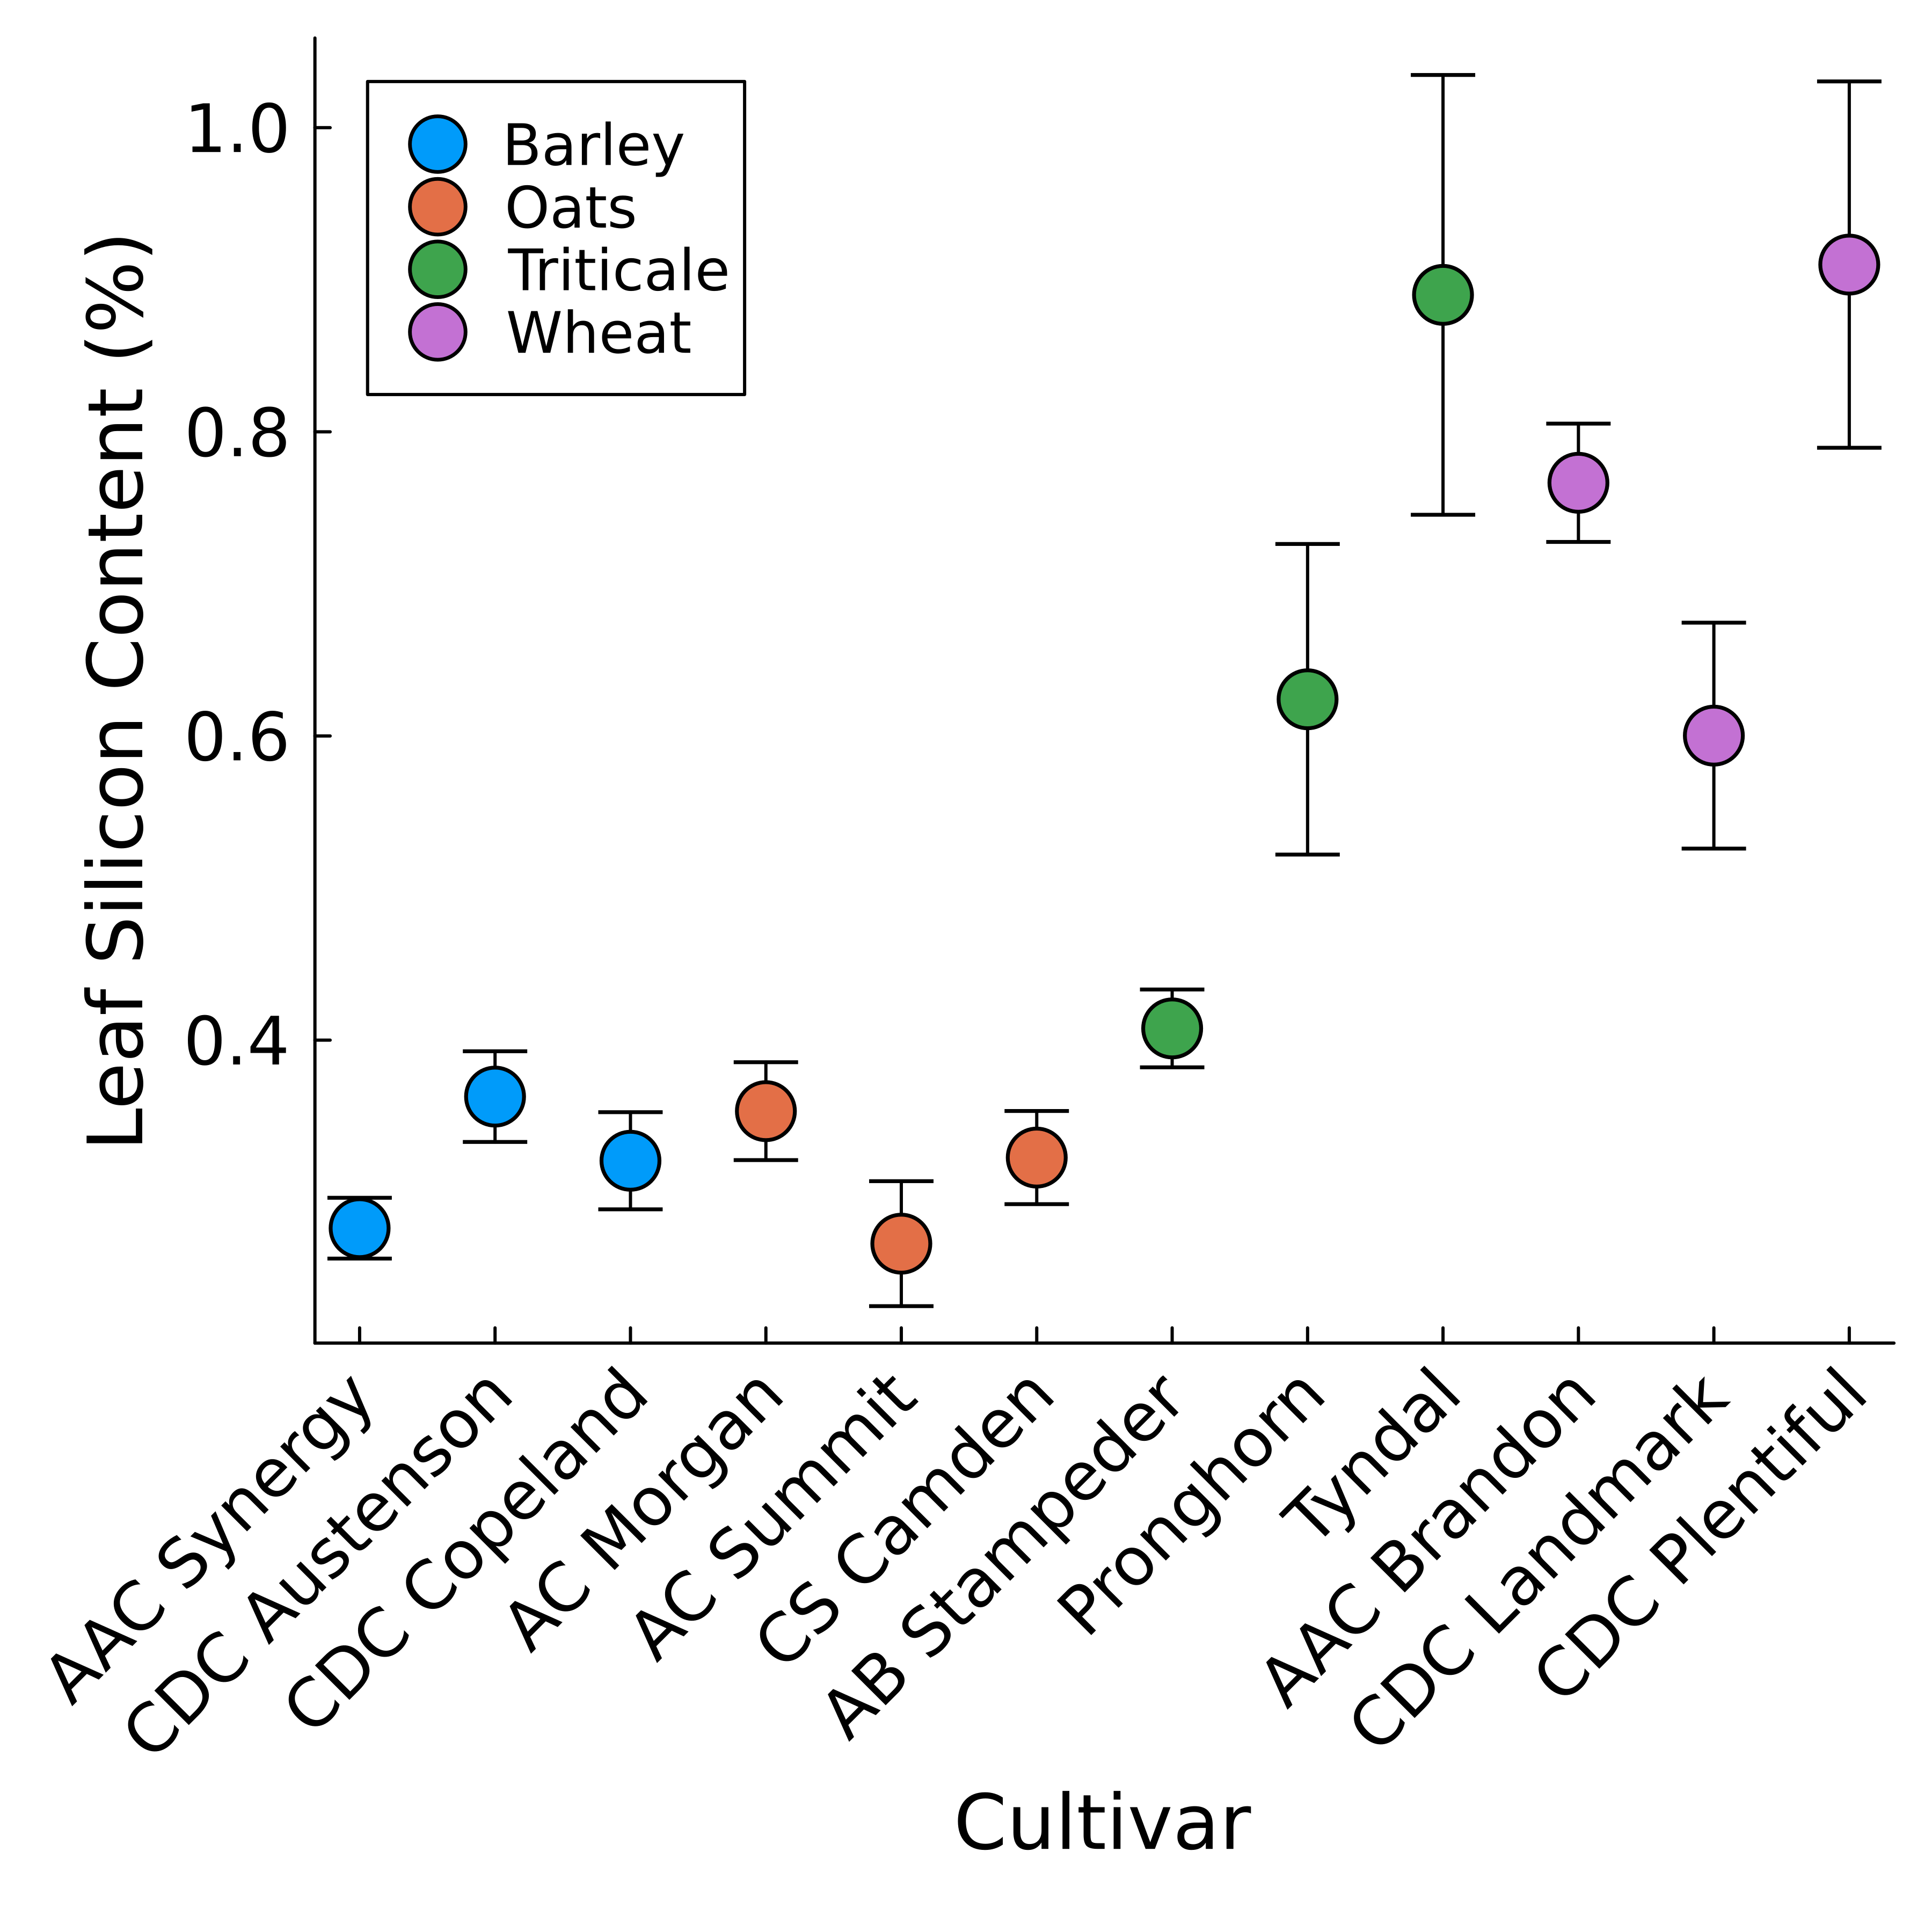 Leaf Silicon Content (%)
1.0
0.8
0.6
0.4
Barley
Oats
Triticale
Wheat
AAC Synergy
CDC Austenson
CDC Copeland
AC Morgan
AC Summit
CS Camden
AB Stampeder
Pronghorn
Tyndal
AAC Brandon
CDC Landmark
CDC Plentiful
Cultivar